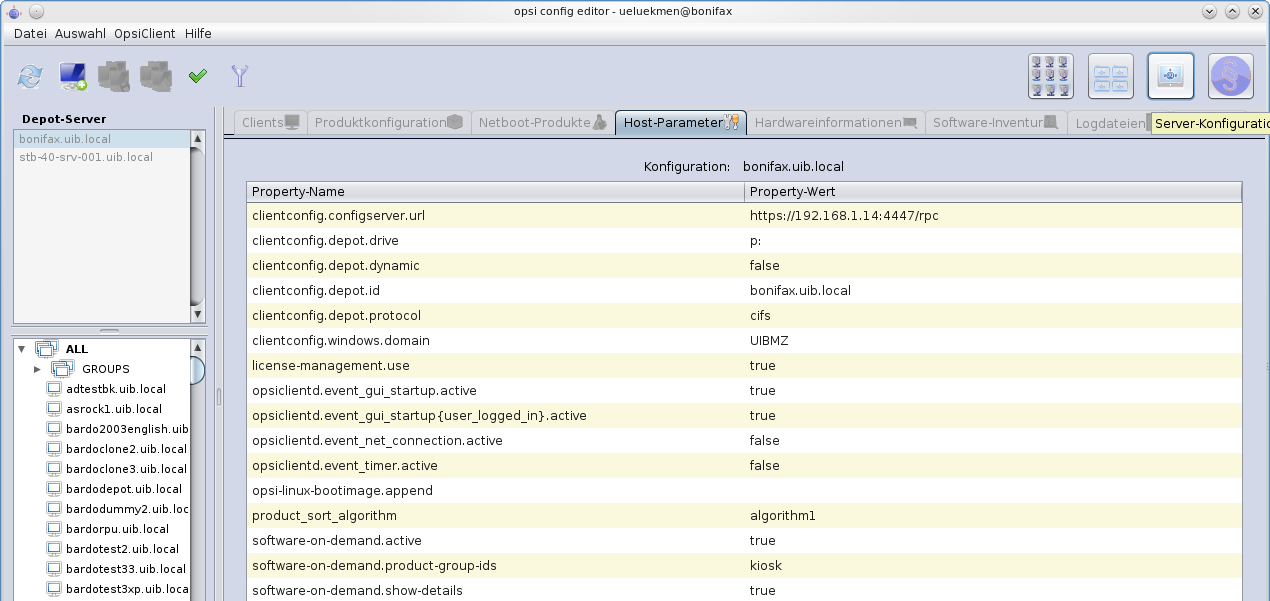 opsi config editor - ueluekmen@bonifax
Datei Auswahl OpsiClient Hilfe
Depot-Server
bonifax.uib.local
stb-40-srv-001.uib.local
ALL
GROUPS
adtestbk.uib.local
asrock1.uib.local
bardo2003english.uib
bardoclone2.uib.local
bardoclone3.uib.local
bardodepot.uib.local
bardodummy2.uib.loc
bardorpu.uib.local
bardotest2.uib.local
bardotest33.uib.local
bardotest3xp.uib.loca
Clients Produktkonfiguration Netboot-Produkte Host-Parameter Hardwareinformationen Software-Inventur Logdateien Server-Konfiguratio
Konfiguration: bonifax.uib.local
Property-Name Property-Wert
clientconfig.configserver.url https://192.168.1.14:4447/rpc
clientconfig.depot.drive p:
clientconfig.depot.dynamic false
clientconfig.depot.id bonifax.uib.local
clientconfig.depot.protocol cifs
clientconfig.windows.domain UIBMZ
license-management.use true
opsiclientd.event_gui_startup.active true
opsiclientd.event_gui_startup{user_logged_in}.active true
opsiclientd.event_net_connection.active false
opsiclientd.event_timer.active false
opsi-linux-bootimage.append
product_sort_algorithm algorithm1
software-on-demand.active true
software-on-demand.product-group-ids kiosk
software-on-demand.show-details true